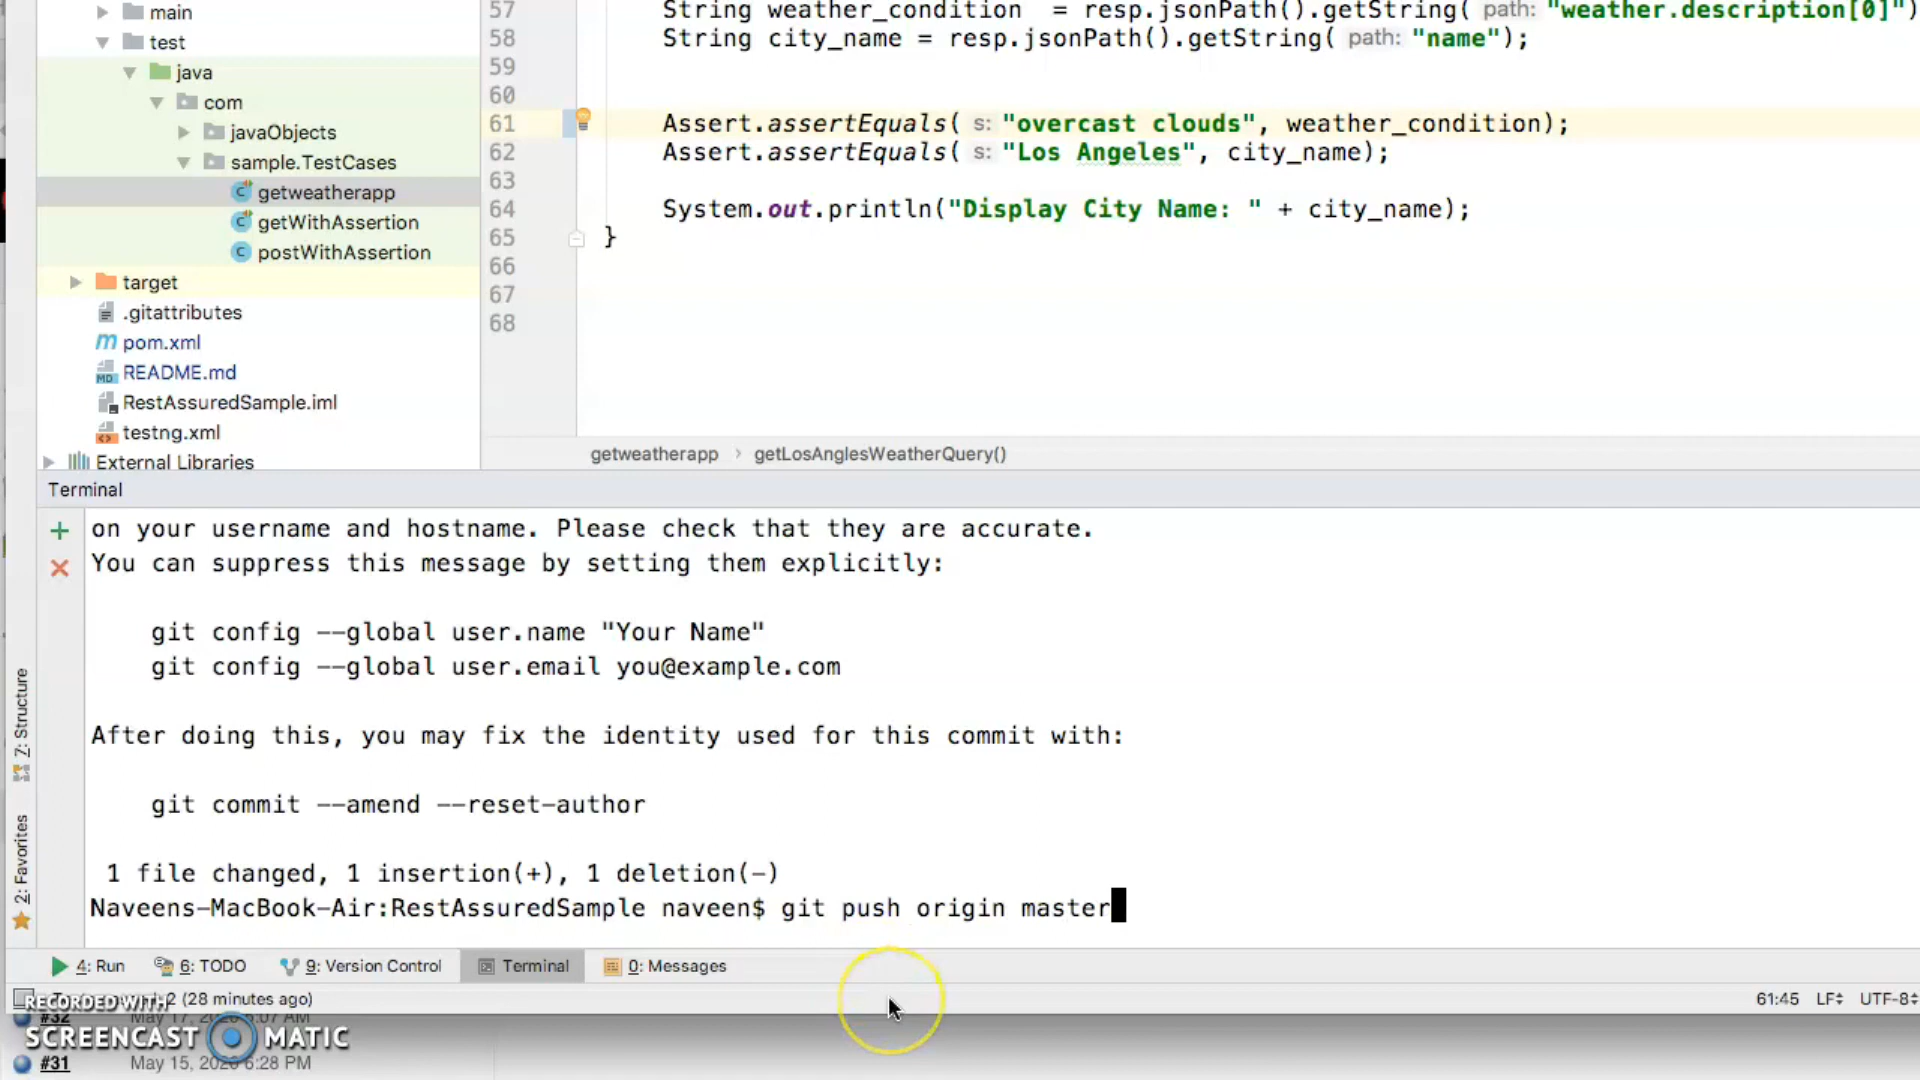 main
test
java
com
javaObjects
sample.TestCases
getweatherapp
getWithAssertion
postWithAssertion
target
.gitattributes
pom.xml
README.md
RestAssuredSample.iml
testng.xml
External Libraries
57 String weather_condition = resp.jsonPath().getString( path: "weather.description[0]")
58 String city_name = resp.jsonPath().getString( path: "name");
59
60
61 Assert.assertEquals( s: "overcast clouds", weather_condition);
62 Assert.assertEquals( s: "Los Angeles", city_name);
63
64 System.out.println("Display City Name: " + city_name);
65 }
66
67
68
getweatherapp › getLosAnglesWeatherQuery()
Terminal
on your username and hostname. Please check that they are accurate.
You can suppress this message by setting them explicitly:
git config --global user.name "Your Name"
git config --global user.email you@example.com
After doing this, you may fix the identity used for this commit with:
git commit --amend --reset-author
1 file changed, 1 insertion(+), 1 deletion(-)
Naveens-MacBook-Air:RestAssuredSample naveen$ git push origin master
7: Structure
2: Favorites
4: Run 6: TODO 9: Version Control Terminal 0: Messages
2 (28 minutes ago) 61:45 LF UTF-8
RECORDED WITH
SCREENCAST MATIC
#32
#31 May 15, 2020 6:28 PM